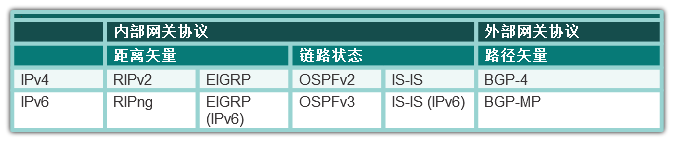 内部网关协议 外部网关协议
距离矢量 链路状态 路径矢量
IPv4 RIPv2 EIGRP OSPFv2 IS-IS BGP-4
IPv6 RIPng EIGRP OSPFv3 IS-IS (IPv6) BGP-MP
(IPv6)